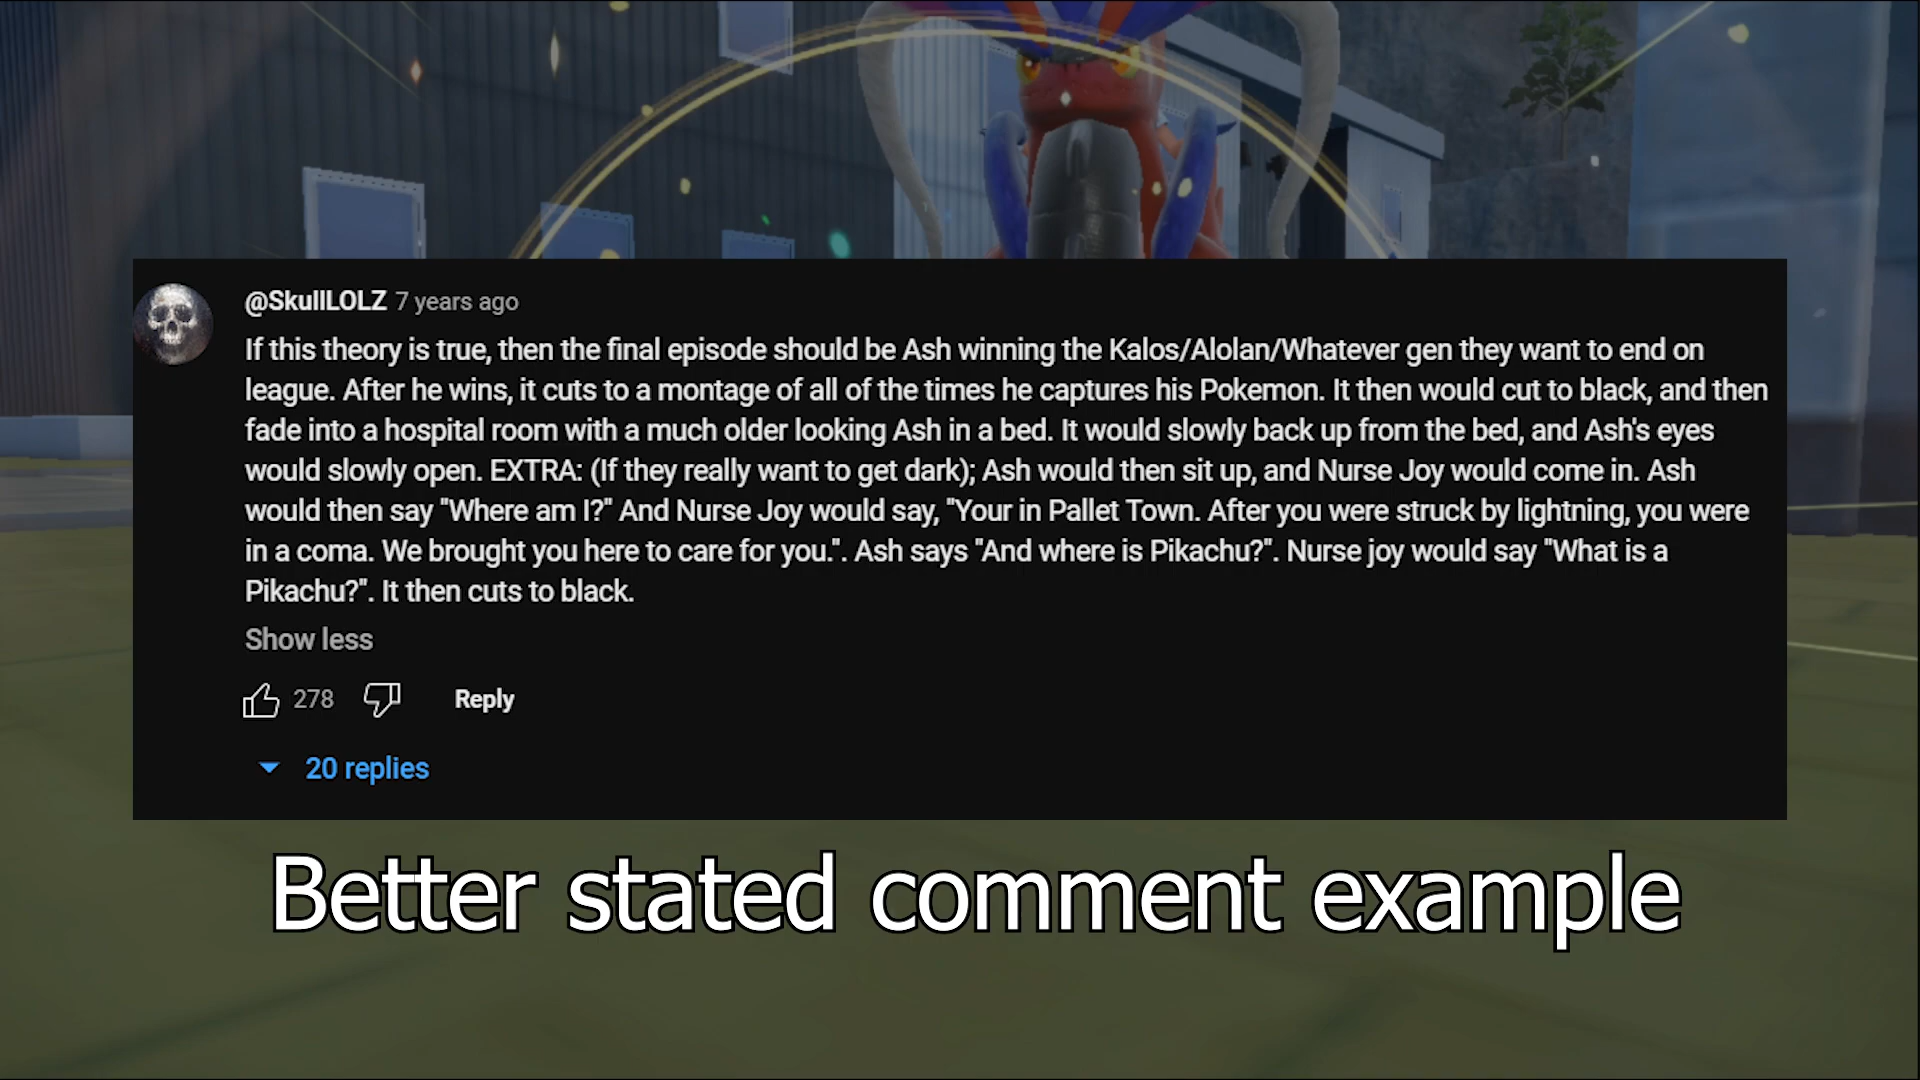 @SkullLOLZ 7 years ago
If this theory is true, then the final episode should be Ash winning the Kalos/Alolan/Whatever gen they want to end on
league. After he wins, it cuts to a montage of all of the times he captures his Pokemon. It then would cut to black, and then
fade into a hospital room with a much older looking Ash in a bed. It would slowly back up from the bed, and Ash's eyes
would slowly open. EXTRA: (If they really want to get dark); Ash would then sit up, and Nurse Joy would come in. Ash
would then say "Where am I?" And Nurse Joy would say, "Your in Pallet Town. After you were struck by lightning, you were
in a coma. We brought you here to care for you.". Ash says "And where is Pikachu?". Nurse joy would say "What is a
Pikachu?". It then cuts to black.
Show less
278 Reply
20 replies
Better stated comment example